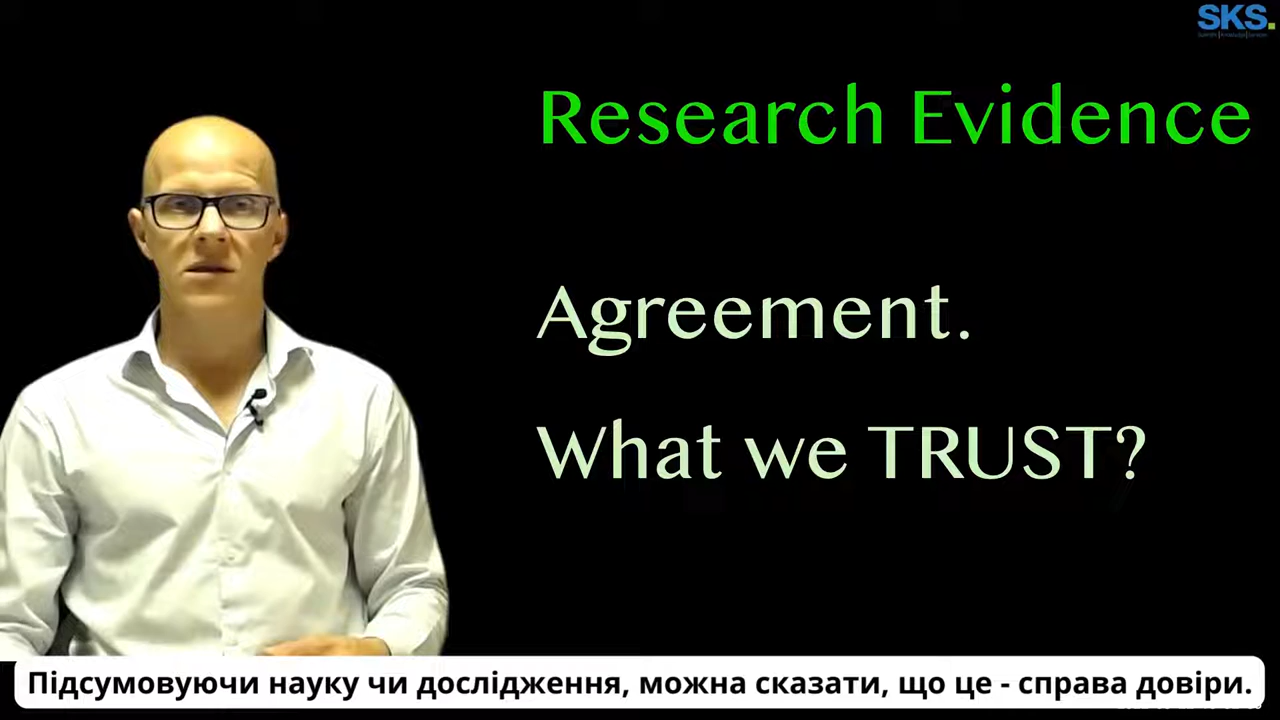 SKS.
Research Evidence
Agreement.
What we TRUST?
Підсумовуючи науку чи дослідження, можна сказати, що це - справа довіри.